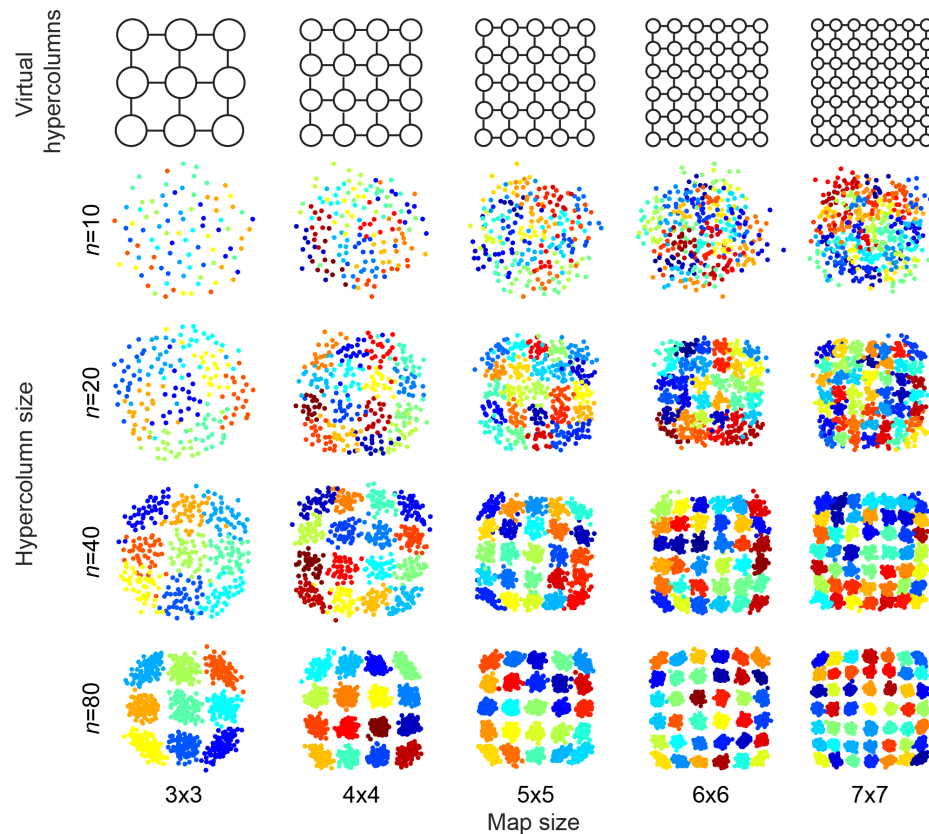 Virtual
hypercolumns
Hypercolumn size
n=10
n=20
n=40
n=80
3x3
4x4
5x5
6x6
7x7
Map size